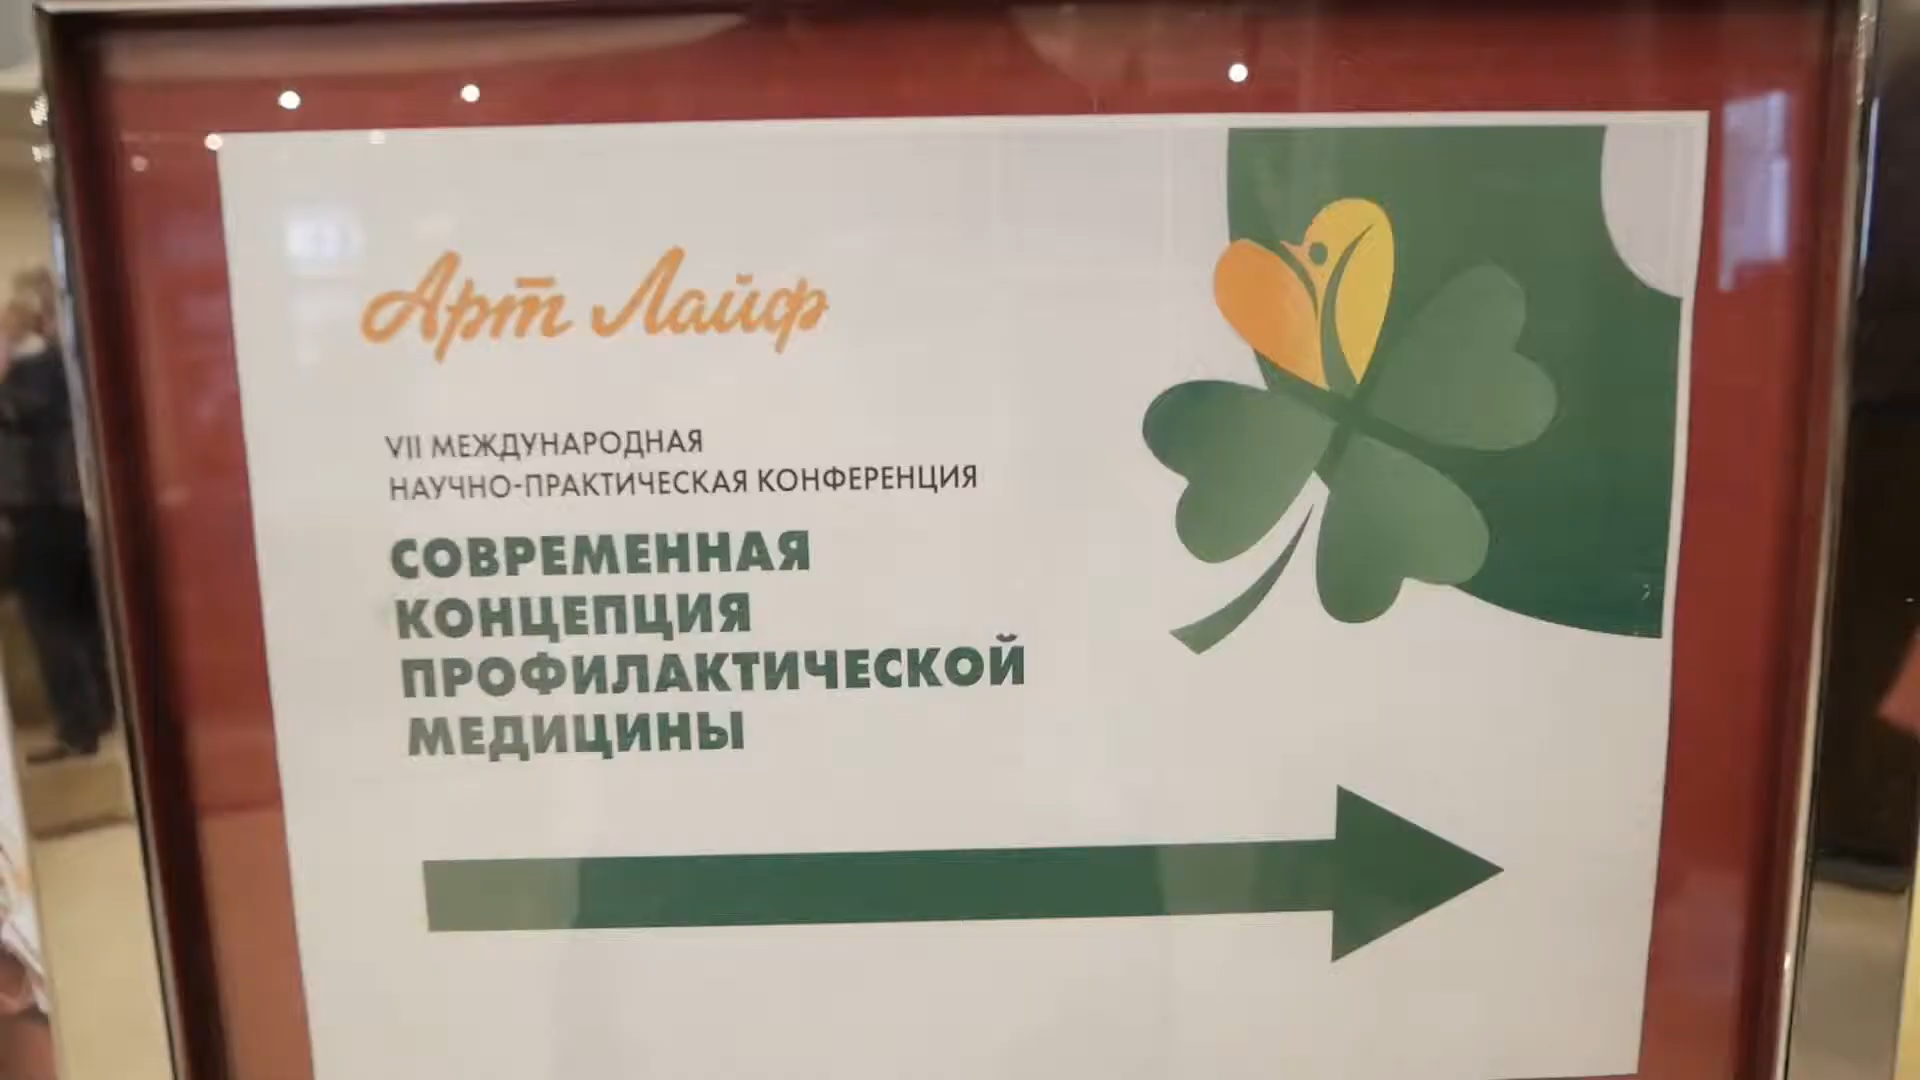 Арт Лайф
VII МЕЖДУНАРОДНАЯ
НАУЧНО-ПРАКТИЧЕСКАЯ КОНФЕРЕНЦИЯ
СОВРЕМЕННАЯ
КОНЦЕПЦИЯ
ПРОФИЛАКТИЧЕСКОЙ
МЕДИЦИНЫ